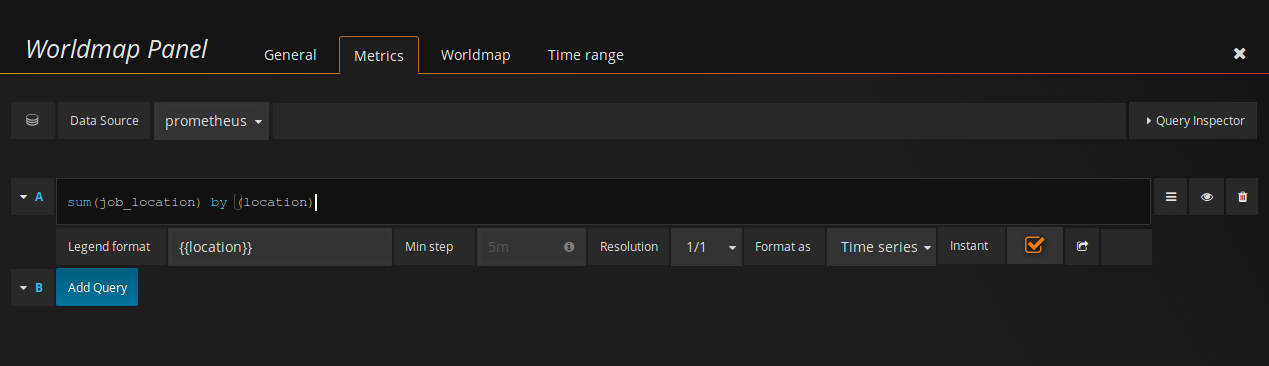 Worldmap Panel General Metrics Worldmap Time range
Data Source prometheus Query Inspector
A sum(job_location) by (location)
Legend format {{location}} Min step 5m Resolution 1/1 Format as Time series Instant
B Add Query